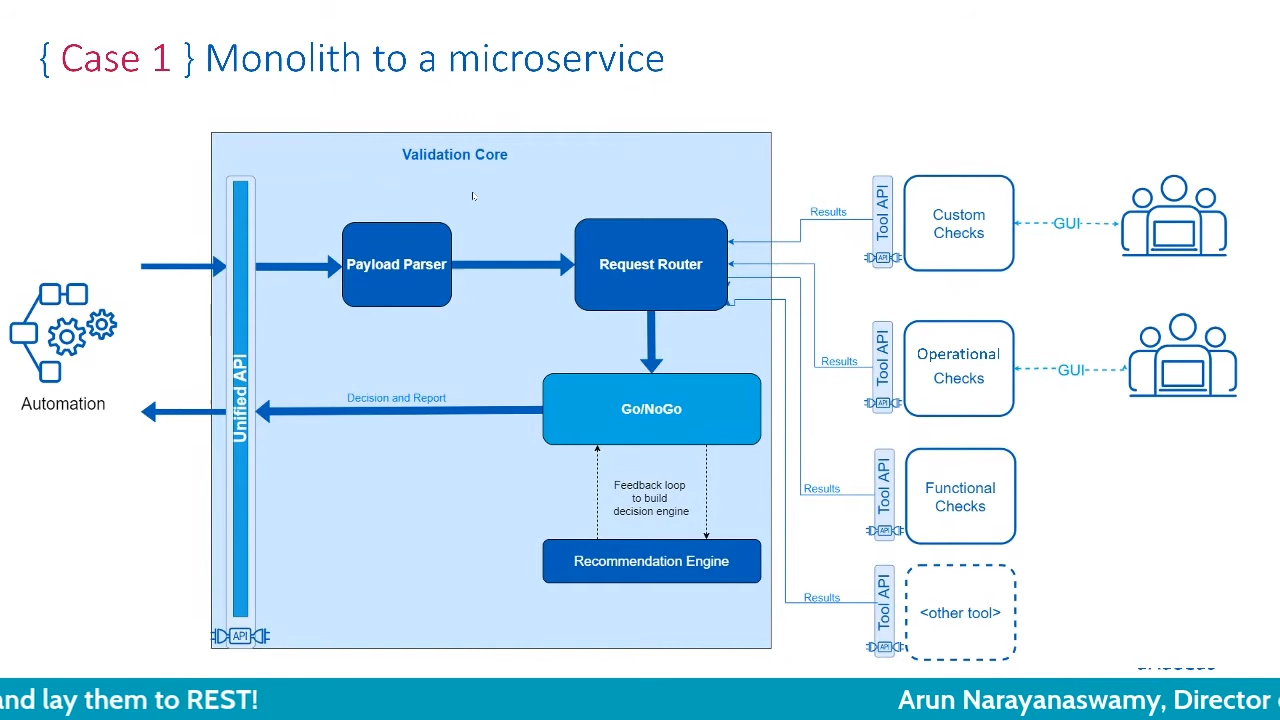 { Case 1 } Monolith to a microservice
Validation Core
Unified API
API
Payload Parser
Request Router
Go/NoGo
Decision and Report
Feedback loop
to build
decision engine
Recommendation Engine
Automation
Results
Tool API
API
Custom
Checks
GUI
Results
Tool API
API
Operational
Checks
GUI
Results
Tool API
API
Functional
Checks
Results
Tool API
API
<other tool>
and lay them to REST!
Arun Narayanaswamy, Director